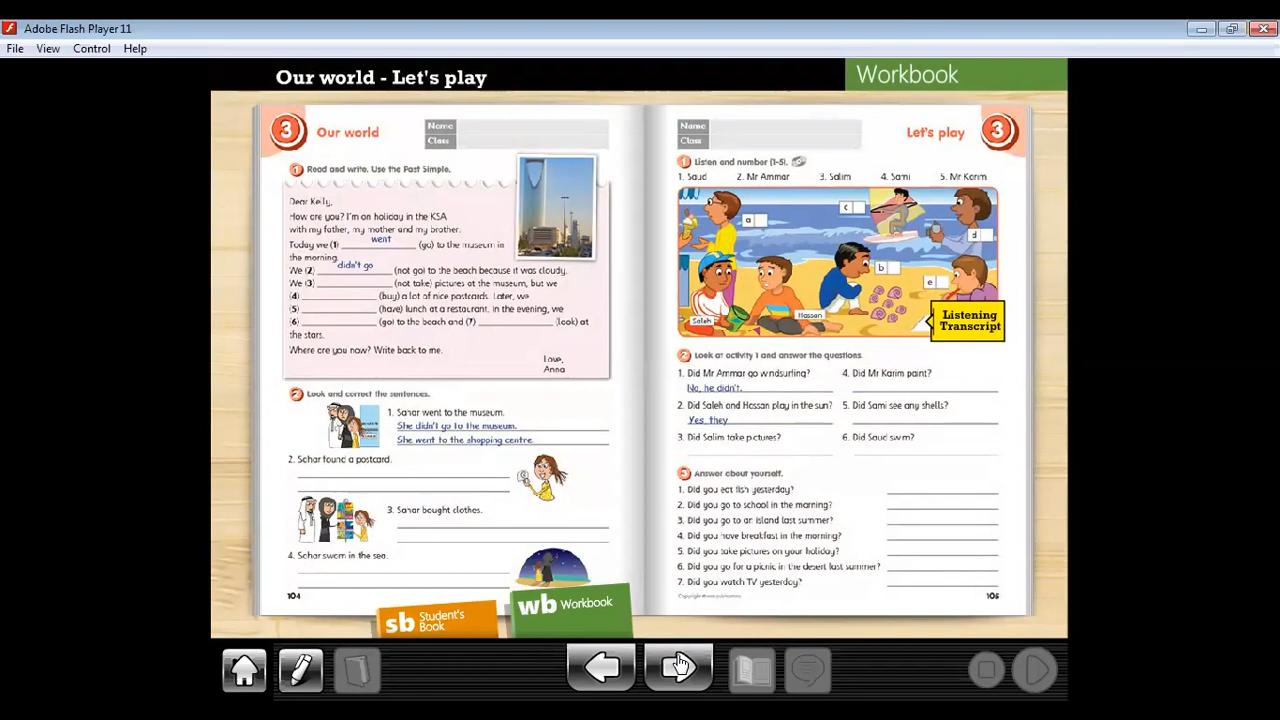 Adobe Flash Player 11
File View Control Help
Our world - Let's play
Workbook
3 Our world
Name
Class
1 Read and write. Use the Past Simple.
Dear Kelly,
How are you? I'm on holiday in the KSA
with my father, my mother and my brother.
Today we (1) went (go) to the museum in
the morning.
We (2) didn't go (not go) to the beach because it was cloudy.
We (3) ______ (not take) pictures at the museum, but we
(4) ______ (buy) a lot of nice postcards. Later, we
(5) ______ (have) lunch at a restaurant. In the evening, we
(6) ______ (go) to the beach and (7) ______ (look) at
the stars.
Where are you now? Write back to me.
Love,
Anna
2 Look and correct the sentences.
1. Sahar went to the museum.
She didn't go to the museum.
She went to the shopping centre.
2. Sahar found a postcard.
3. Sahar bought clothes.
4. Sahar swam in the sea.
104
Name
Class
Let's play 3
1 Listen and number (1-5).
1. Saud 2. Mr Ammar 3. Salim 4. Sami 5. Mr Karim
a
c
d
b
e
Saleh
Hassan
Listening
Transcript
2 Look at activity 1 and answer the questions.
1. Did Mr Ammar go windsurfing?
No, he didn't.
2. Did Saleh and Hassan play in the sun?
Yes, they
3. Did Salim take pictures?
4. Did Mr Karim paint?
5. Did Sami see any shells?
6. Did Saud swim?
3 Answer about yourself.
1. Did you eat fish yesterday?
2. Did you go to school in the morning?
3. Did you go to an island last summer?
4. Did you have breakfast in the morning?
5. Did you take pictures on your holiday?
6. Did you go for a picnic in the desert last summer?
7. Did you watch TV yesterday?
105
sb Student's
Book
wb Workbook